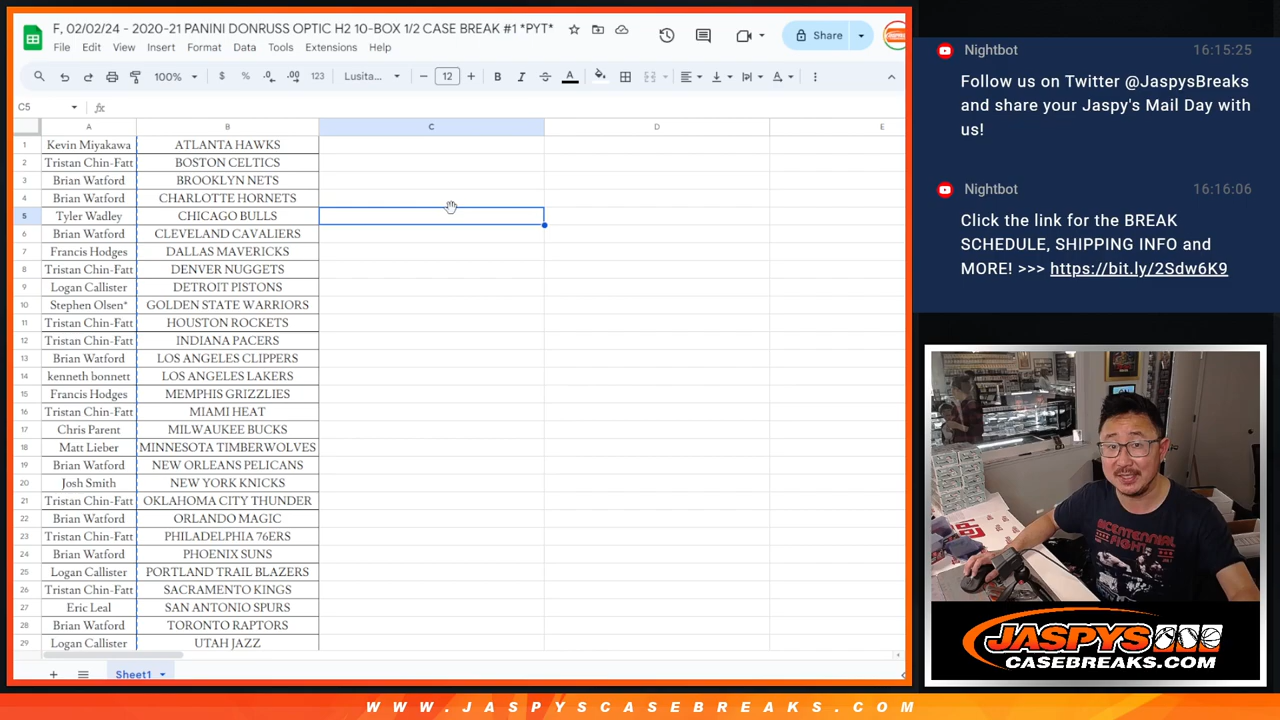 F, 02/02/24 - 2020-21 PANINI DONRUSS OPTIC H2 10-BOX 1/2 CASE BREAK #1 *PYT*
Share
File Edit View Insert Format Data Tools Extensions Help
100% $ % .0 .00 123 Lusita... 12 B I S A
C5 fx
A B C D E
1 Kevin Miyakawa ATLANTA HAWKS
2 Tristan Chin-Fatt BOSTON CELTICS
3 Brian Watford BROOKLYN NETS
4 Brian Watford CHARLOTTE HORNETS
5 Tyler Wadley CHICAGO BULLS
6 Brian Watford CLEVELAND CAVALIERS
7 Francis Hodges DALLAS MAVERICKS
8 Tristan Chin-Fatt DENVER NUGGETS
9 Logan Callister DETROIT PISTONS
10 Stephen Olsen* GOLDEN STATE WARRIORS
11 Tristan Chin-Fatt HOUSTON ROCKETS
12 Tristan Chin-Fatt INDIANA PACERS
13 Brian Watford LOS ANGELES CLIPPERS
14 kenneth bonnett LOS ANGELES LAKERS
15 Francis Hodges MEMPHIS GRIZZLIES
16 Tristan Chin-Fatt MIAMI HEAT
17 Chris Parent MILWAUKEE BUCKS
18 Matt Lieber MINNESOTA TIMBERWOLVES
19 Brian Watford NEW ORLEANS PELICANS
20 Josh Smith NEW YORK KNICKS
21 Tristan Chin-Fatt OKLAHOMA CITY THUNDER
22 Brian Watford ORLANDO MAGIC
23 Tristan Chin-Fatt PHILADELPHIA 76ERS
24 Brian Watford PHOENIX SUNS
25 Logan Callister PORTLAND TRAIL BLAZERS
26 Tristan Chin-Fatt SACRAMENTO KINGS
27 Eric Leal SAN ANTONIO SPURS
28 Brian Watford TORONTO RAPTORS
29 Logan Callister UTAH JAZZ
Sheet1
Nightbot 16:15:25
Follow us on Twitter @JaspysBreaks
and share your Jaspy's Mail Day with
us!
Nightbot 16:16:06
Click the link for the BREAK
SCHEDULE, SHIPPING INFO and
MORE! >>> https://bit.ly/2Sdw6K9
BICENTENNIAL
FIGHT
JASPYS
CASEBREAKS.COM
WWW.JASPYSCASEBREAKS.COM